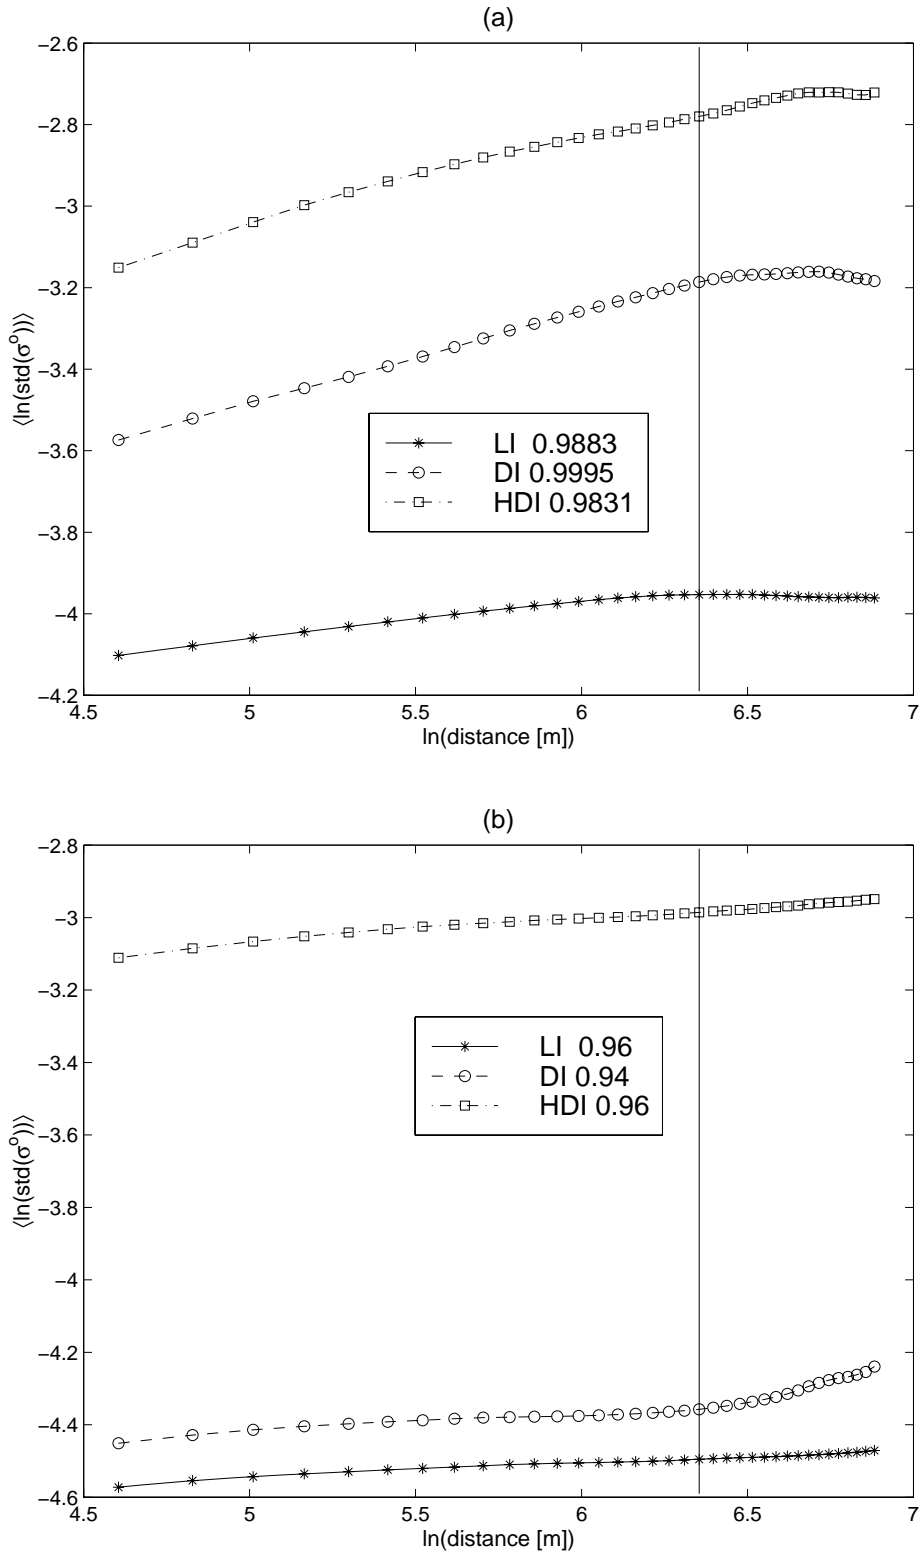 (a)
−2.6
−2.8
−3
−3.2
−3.4
−3.6
−3.8
−4
−4.2
⟨ln(std(σ°))⟩
LI 0.9883
DI 0.9995
HDI 0.9831
4.5 5 5.5 6 6.5 7
ln(distance [m])
(b)
−2.8
−3
−3.2
−3.4
−3.6
−3.8
−4
−4.2
−4.4
−4.6
⟨ln(std(σ°))⟩
LI 0.96
DI 0.94
HDI 0.96
4.5 5 5.5 6 6.5 7
ln(distance [m])